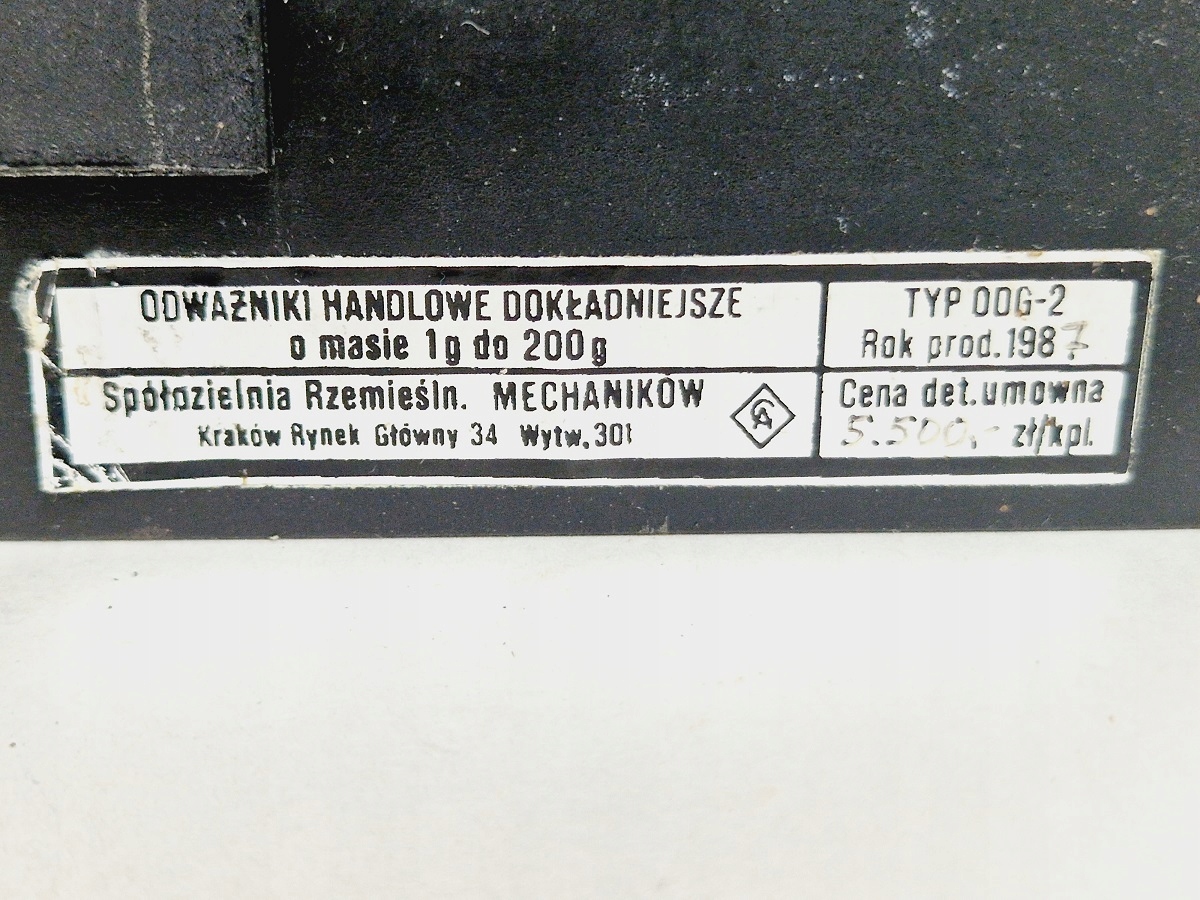 ODWAŻNIKI HANDLOWE DOKŁADNIEJSZE
o masie 1g do 200g
TYP ODG-2
Rok prod. 1987
Spółdzielnia Rzemieśln. MECHANIKÓW
Kraków Rynek Główny 34 Wytw. 301
Cena det. umowna
5.500,- zł/kpl.